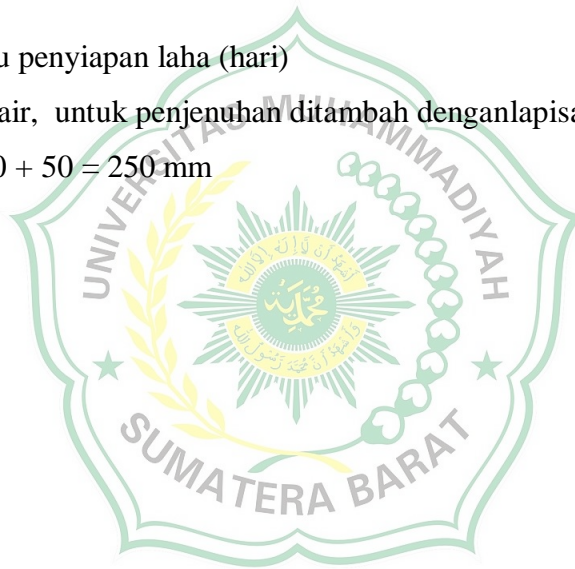 u penyiapan laha (hari)
air, untuk penjenuhan ditambah denganlapisa
0 + 50 = 250 mm
UNIVERSITAS MUHAMMADIYAH
SUMATERA BARAT